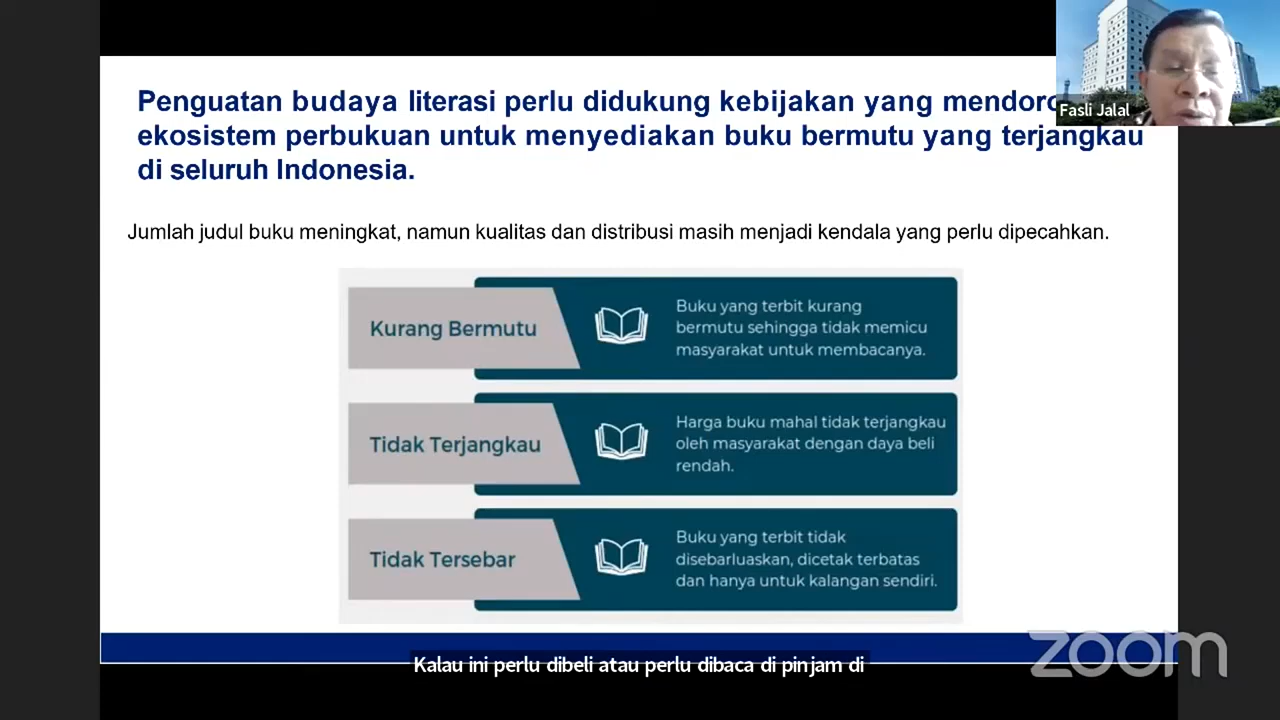 Penguatan budaya literasi perlu didukung kebijakan yang
ekosistem perbukuan untuk menyediakan buku bermutu yang terjangkau
di seluruh Indonesia.
Fasli Jalal
Jumlah judul buku meningkat, namun kualitas dan distribusi masih menjadi kendala yang perlu dipecahkan.
Kurang Bermutu
Buku yang terbit kurang
bermutu sehingga tidak memicu
masyarakat untuk membacanya.
Tidak Terjangkau
Harga buku mahal tidak terjangkau
oleh masyarakat dengan daya beli
rendah.
Tidak Tersebar
Buku yang terbit tidak
disebarluaskan, dicetak terbatas
dan hanya untuk kalangan sendiri.
zoom
Kalau ini perlu dibeli atau perlu dibaca di pinjam di